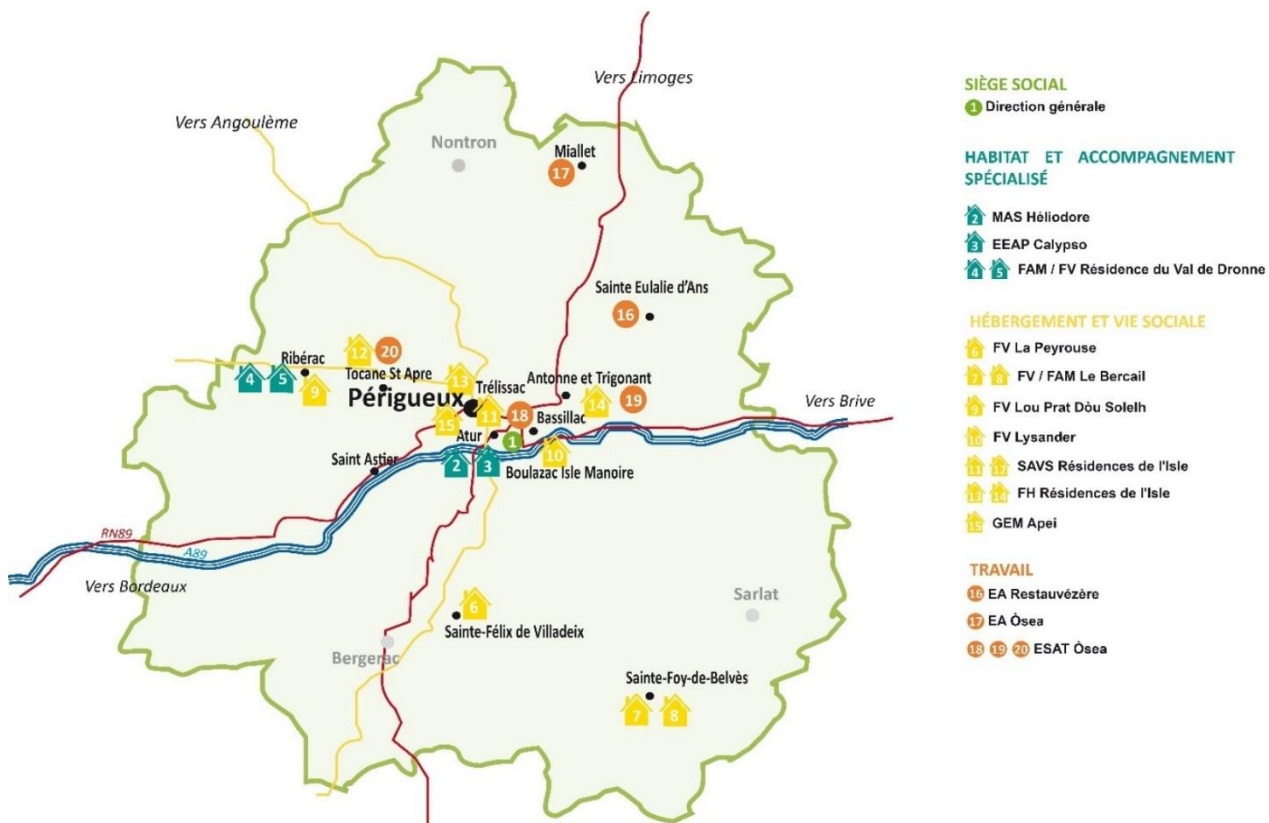 Vers Limoges
Vers Angoulême
Nontron
Miallet
17
Sainte Eulalie d'Ans
16
12 20
Ribérac
Tocane St Apre
4 5
9
13
Périgueux
Trélissac
Antonne et Trigonant
14 19
15 11 18
Bassillac
Atur
1
10
Vers Brive
Saint Astier
2 3
Boulazac Isle Manoire
RN89
A89
Vers Bordeaux
6
Sainte-Félix de Villadeix
Sarlat
Bergerac
Sainte-Foy-de-Belvès
7 8
SIÈGE SOCIAL
1 Direction générale
HABITAT ET ACCOMPAGNEMENT
SPÉCIALISÉ
2 MAS Héliodore
3 EEAP Calypso
4 5 FAM / FV Résidence du Val de Dronne
HÉBERGEMENT ET VIE SOCIALE
6 FV La Peyrouse
7 8 FV / FAM Le Bercail
9 FV Lou Prat Dòu Solelh
10 FV Lysander
11 12 SAVS Résidences de l'Isle
13 14 FH Résidences de l'Isle
15 GEM Apei
TRAVAIL
16 EA Restauvézère
17 EA Òsea
18 19 20 ESAT Òsea